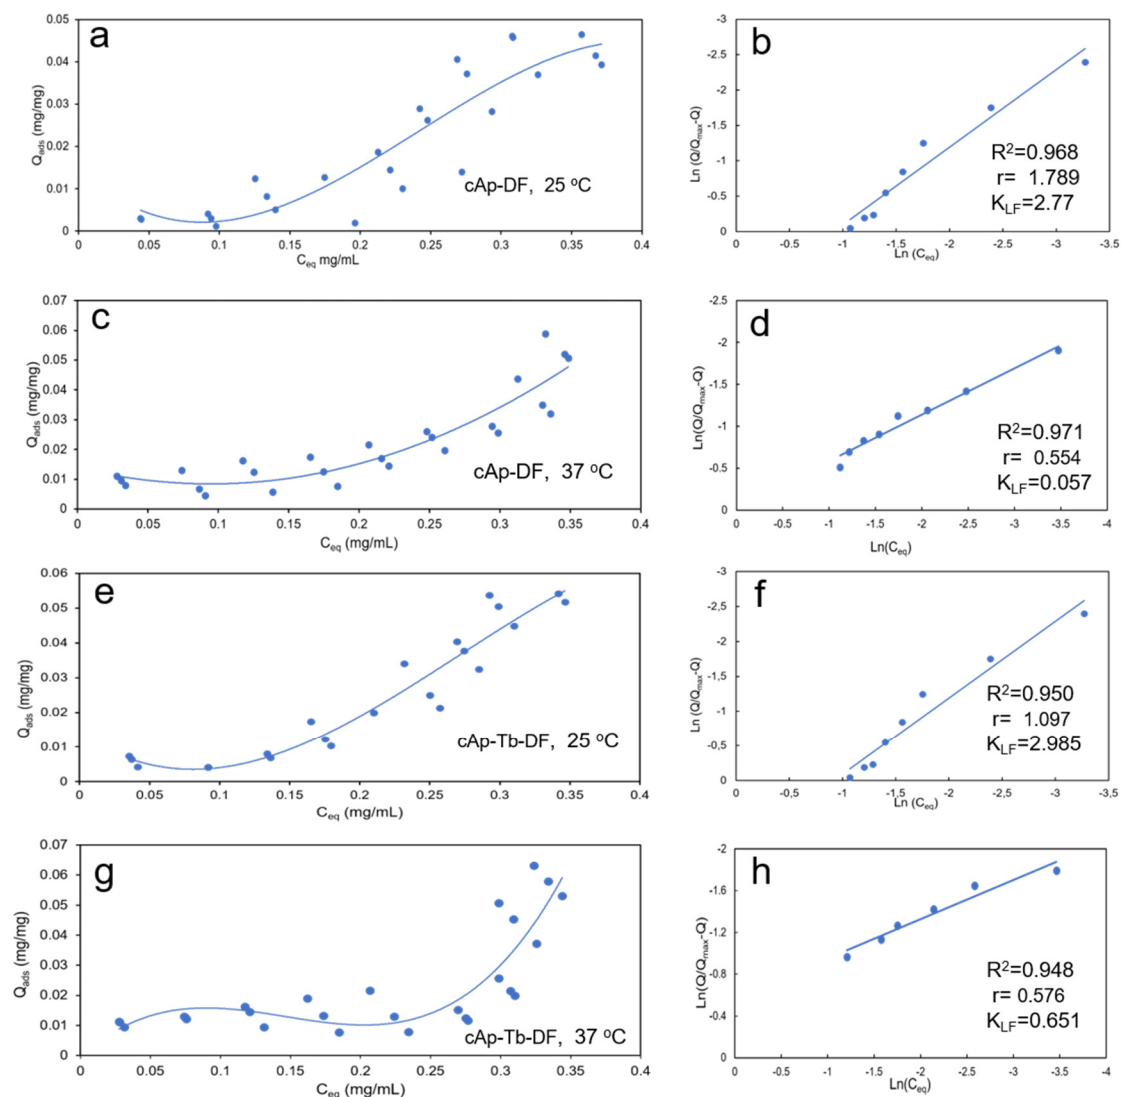 a
0.05
0.04
0.03
0.02
0.01
0
Qads (mg/mg)
cAp-DF, 25 ºC
0 0.05 0.1 0.15 0.2 0.25 0.3 0.35 0.4
Ceq mg/mL
b
-3
-2.5
-2
-1.5
-1
-0.5
0
Ln (Q/Qmax-Q)
R²=0.968
r= 1.789
KLF=2.77
0 -0.5 -1 -1.5 -2 -2.5 -3 -3.5
Ln (Ceq)
c
0.07
0.06
0.05
0.04
0.03
0.02
0.01
0
Qads (mg/mg)
cAp-DF, 37 ºC
0 0.05 0.1 0.15 0.2 0.25 0.3 0.35 0.4
Ceq (mg/mL)
d
-2.5
-2
-1.5
-1
-0.5
0
Ln(Q/Qmax-Q)
R²=0.971
r= 0.554
KLF=0.057
0 -0.5 -1 -1.5 -2 -2.5 -3 -3.5 -4
Ln(Ceq)
e
0.06
0.05
0.04
0.03
0.02
0.01
0
Qads (mg/mg)
cAp-Tb-DF, 25 ºC
0 0.05 0.1 0.15 0.2 0.25 0.3 0.35 0.4
Ceq (mg/mL)
f
-3
-2.5
-2
-1.5
-1
-0.5
0
Ln (Q/Qmax-Q)
R²=0.950
r= 1.097
KLF=2.985
0 -0.5 -1 -1.5 -2 -2.5 -3 -3.5
Ln (Ceq)
g
0.07
0.06
0.05
0.04
0.03
0.02
0.01
0
Qads (mg/mg)
cAp-Tb-DF, 37 ºC
0 0.05 0.1 0.15 0.2 0.25 0.3 0.35 0.4
Ceq (mg/mL)
h
-2
-1.6
-1.2
-0.8
-0.4
0
Ln(Q/Qmax-Q)
R²=0.948
r= 0.576
KLF=0.651
0 -0.5 -1 -1.5 -2 -2.5 -3 -3.5 -4
Ln(Ceq)